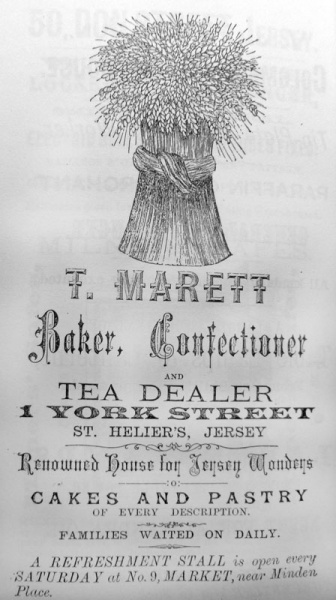 T. MARETT
Baker, Confectioner
AND
TEA DEALER
1 YORK STREET
ST. HELIER'S, JERSEY
Renowned House for Jersey Wonders
:o:
CAKES AND PASTRY
OF EVERY DESCRIPTION.
FAMILIES WAITED ON DAILY.
A REFRESHMENT STALL is open every
SATURDAY at No. 9, MARKET, near Minden
Place.